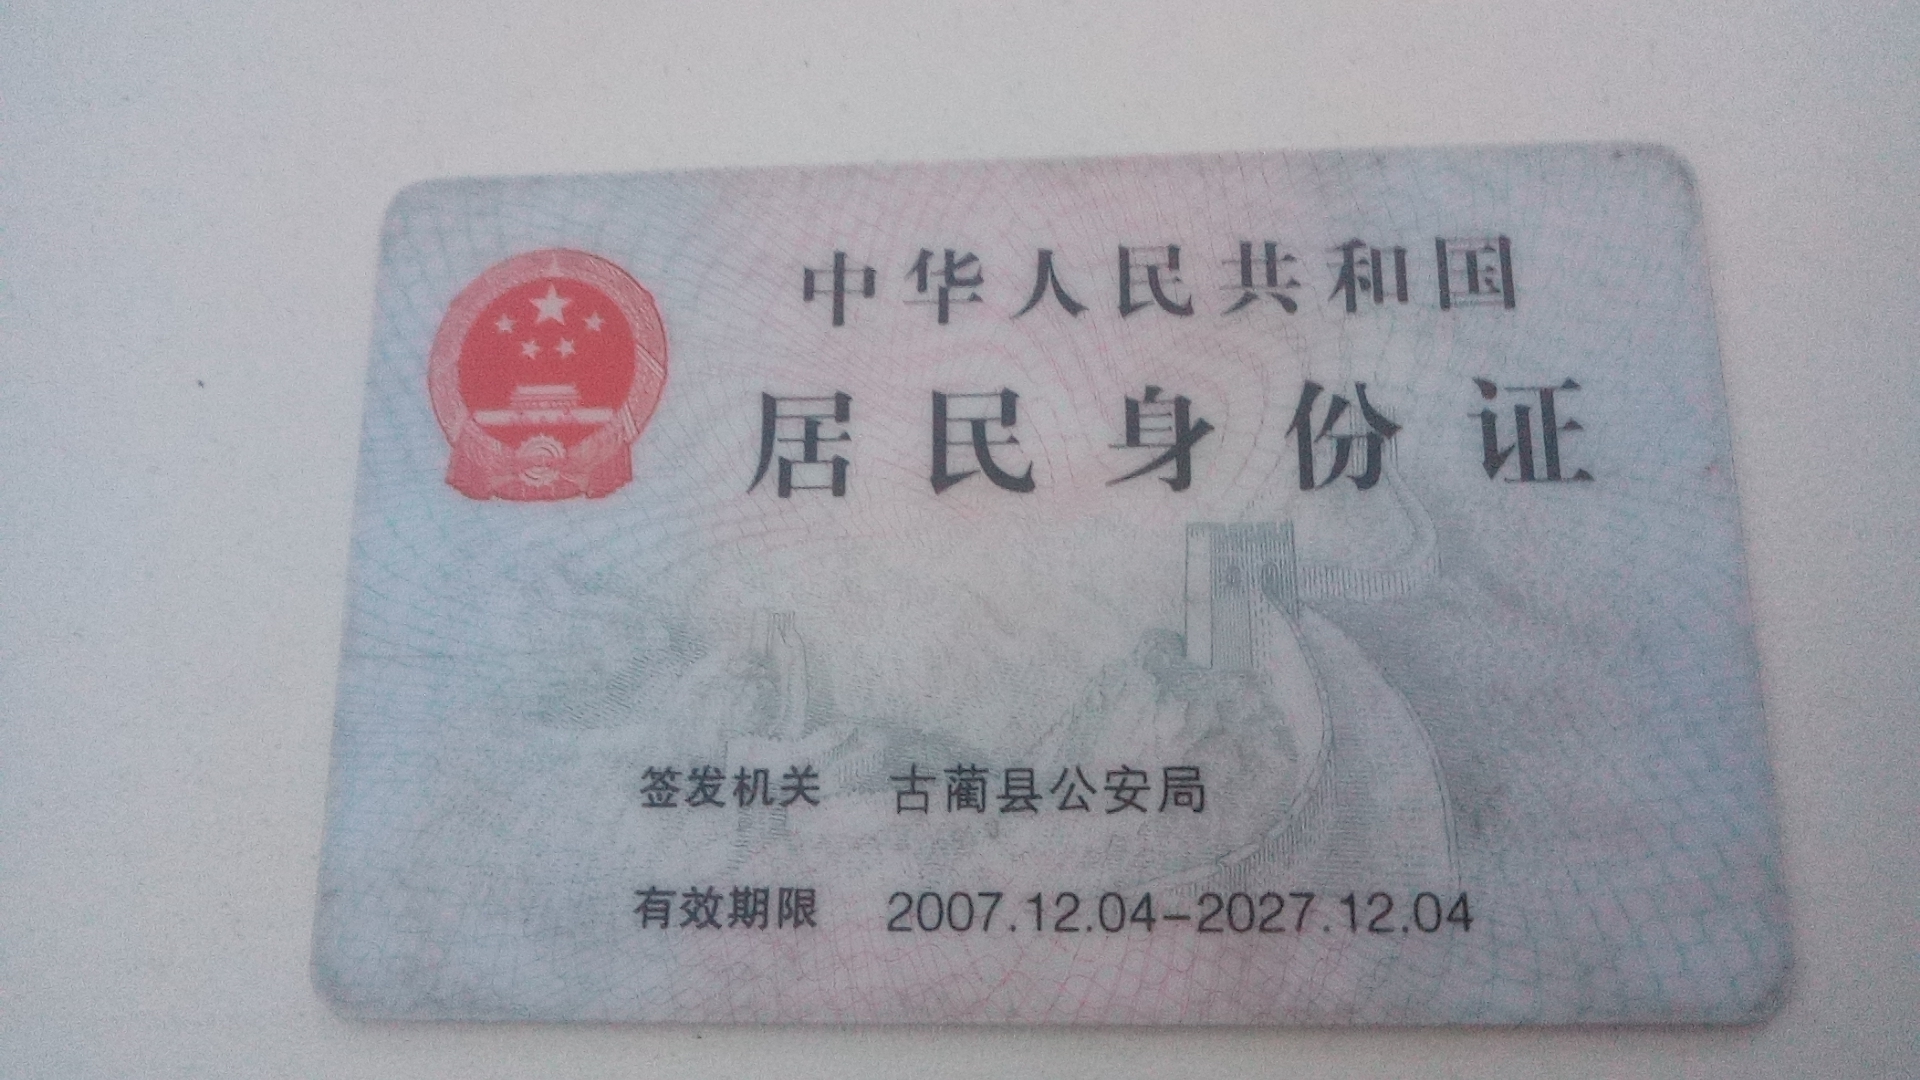 中华人民共和国
居民身份证
签发机关 古蔺县公安局
有效期限 2007.12.04-2027.12.04